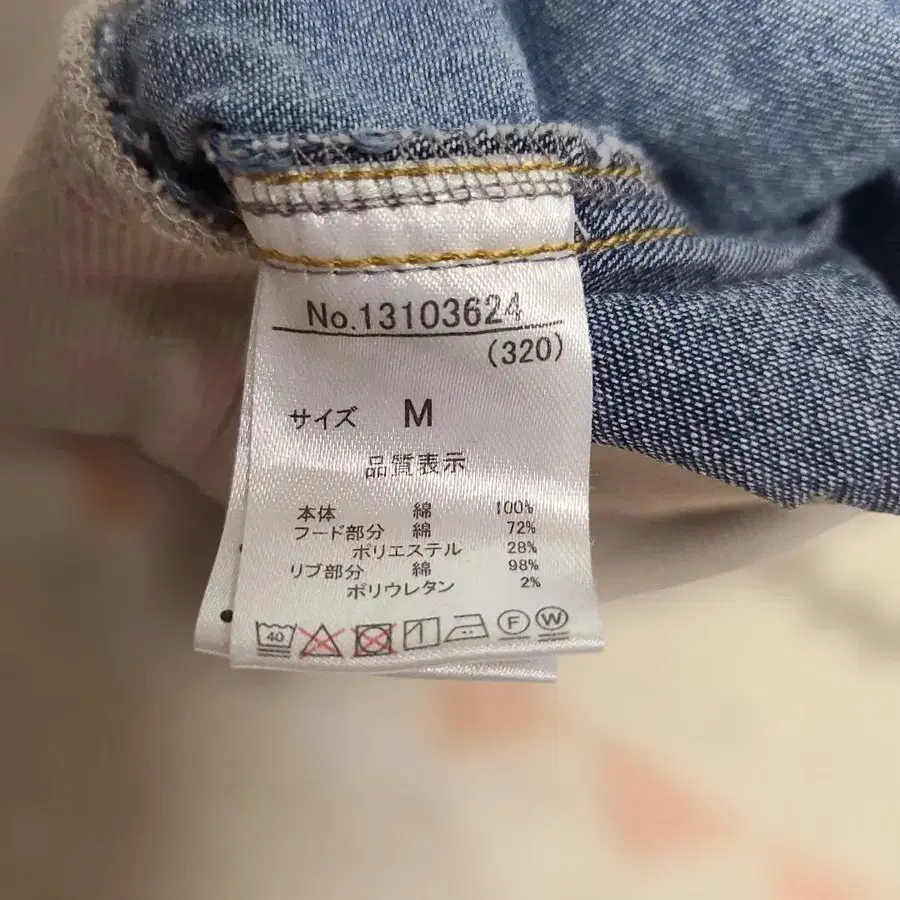 No.13103624
(320)
サイズ M
品質表示
本体 綿 100%
フード部分 綿 72%
ポリエステル 28%
リブ部分 綿 98%
ポリウレタン 2%
40 F W